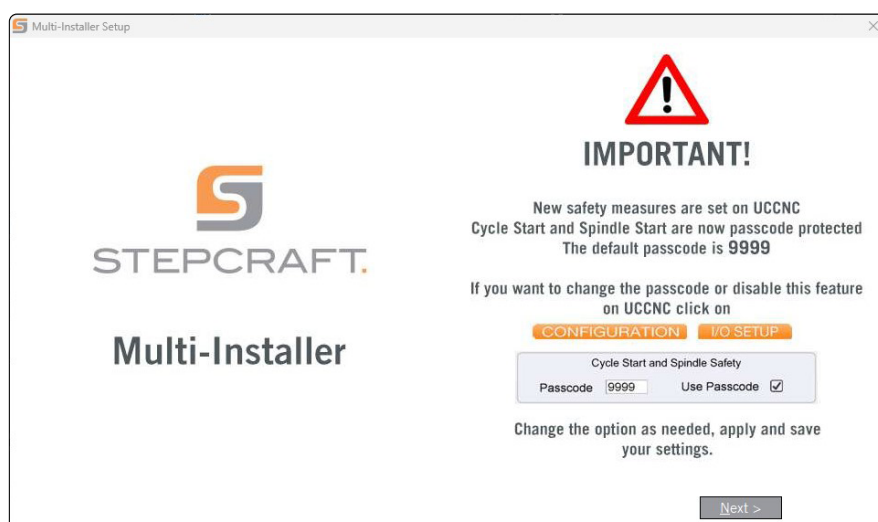 Multi-Installer Setup
STEPCRAFT.
Multi-Installer
!
IMPORTANT!
New safety measures are set on UCCNC
Cycle Start and Spindle Start are now passcode protected
The default passcode is 9999
If you want to change the passcode or disable this feature
on UCCNC click on
CONFIGURATION I/O SETUP
Cycle Start and Spindle Safety
Passcode 9999 Use Passcode
Change the option as needed, apply and save
your settings.
Next >